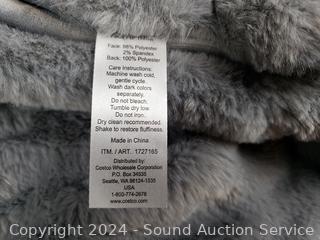 Face: 98% Polyester
2% Spandex
Back: 100% Polyester
Care Instructions:
Machine wash cold,
gentle cycle.
Wash dark colors
separately.
Do not bleach.
Tumble dry low.
Do not iron.
Dry clean recommended.
Shake to restore fluffiness.
Made in China
ITM. / ART. 1727165
Distributed by:
Costco Wholesale Corporation
P.O. Box 34535
Seattle, WA 98124-1535
USA
1-800-774-2678
www.costco.com
Copyright 2024 - Sound Auction Service